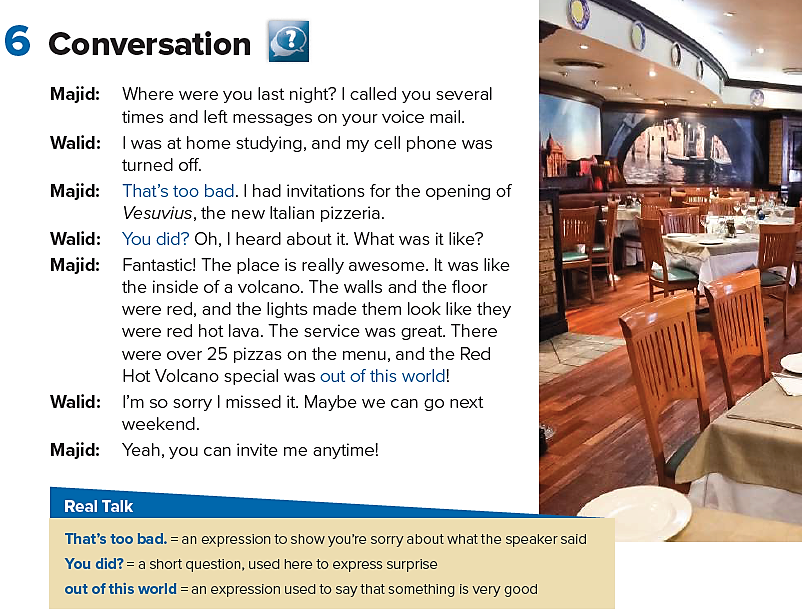 6 Conversation
Majid: Where were you last night? I called you several
times and left messages on your voice mail.
Walid: I was at home studying, and my cell phone was
turned off.
Majid: That's too bad. I had invitations for the opening of
Vesuvius, the new Italian pizzeria.
Walid: You did? Oh, I heard about it. What was it like?
Majid: Fantastic! The place is really awesome. It was like
the inside of a volcano. The walls and the floor
were red, and the lights made them look like they
were red hot lava. The service was great. There
were over 25 pizzas on the menu, and the Red
Hot Volcano special was out of this world!
Walid: I'm so sorry I missed it. Maybe we can go next
weekend.
Majid: Yeah, you can invite me anytime!
Real Talk
That's too bad. = an expression to show you're sorry about what the speaker said
You did? = a short question, used here to express surprise
out of this world = an expression used to say that something is very good